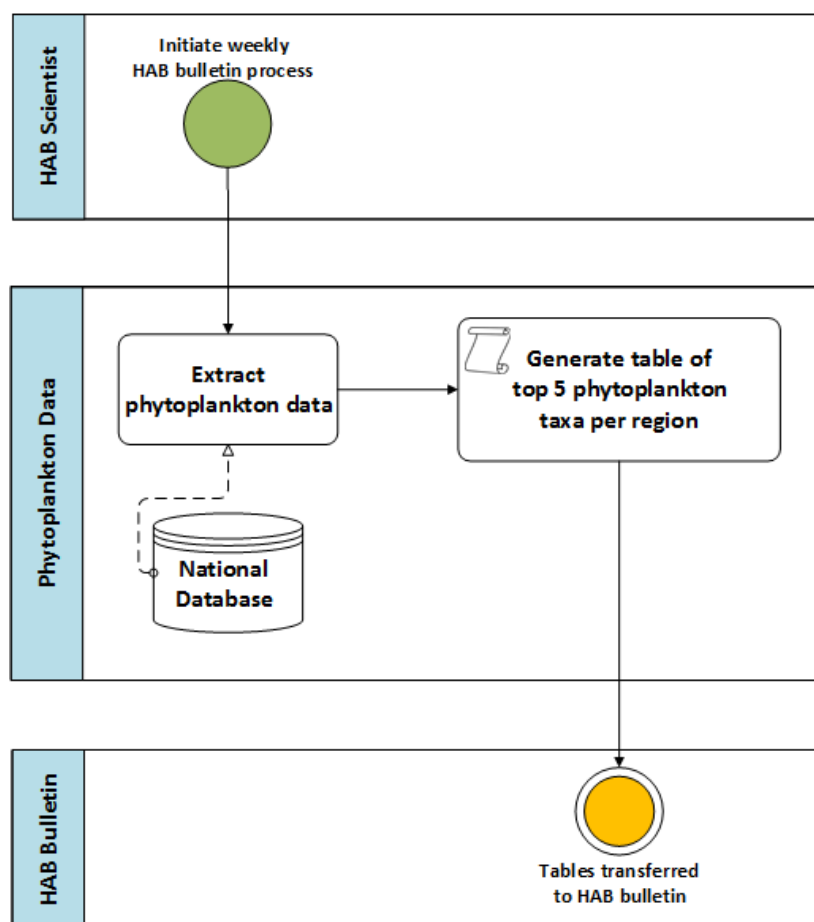 HAB Scientist
Initiate weekly
HAB bulletin process
Phytoplankton Data
Extract
phytoplankton data
Generate table of
top 5 phytoplankton
taxa per region
National
Database
HAB Bulletin
Tables transferred
to HAB bulletin